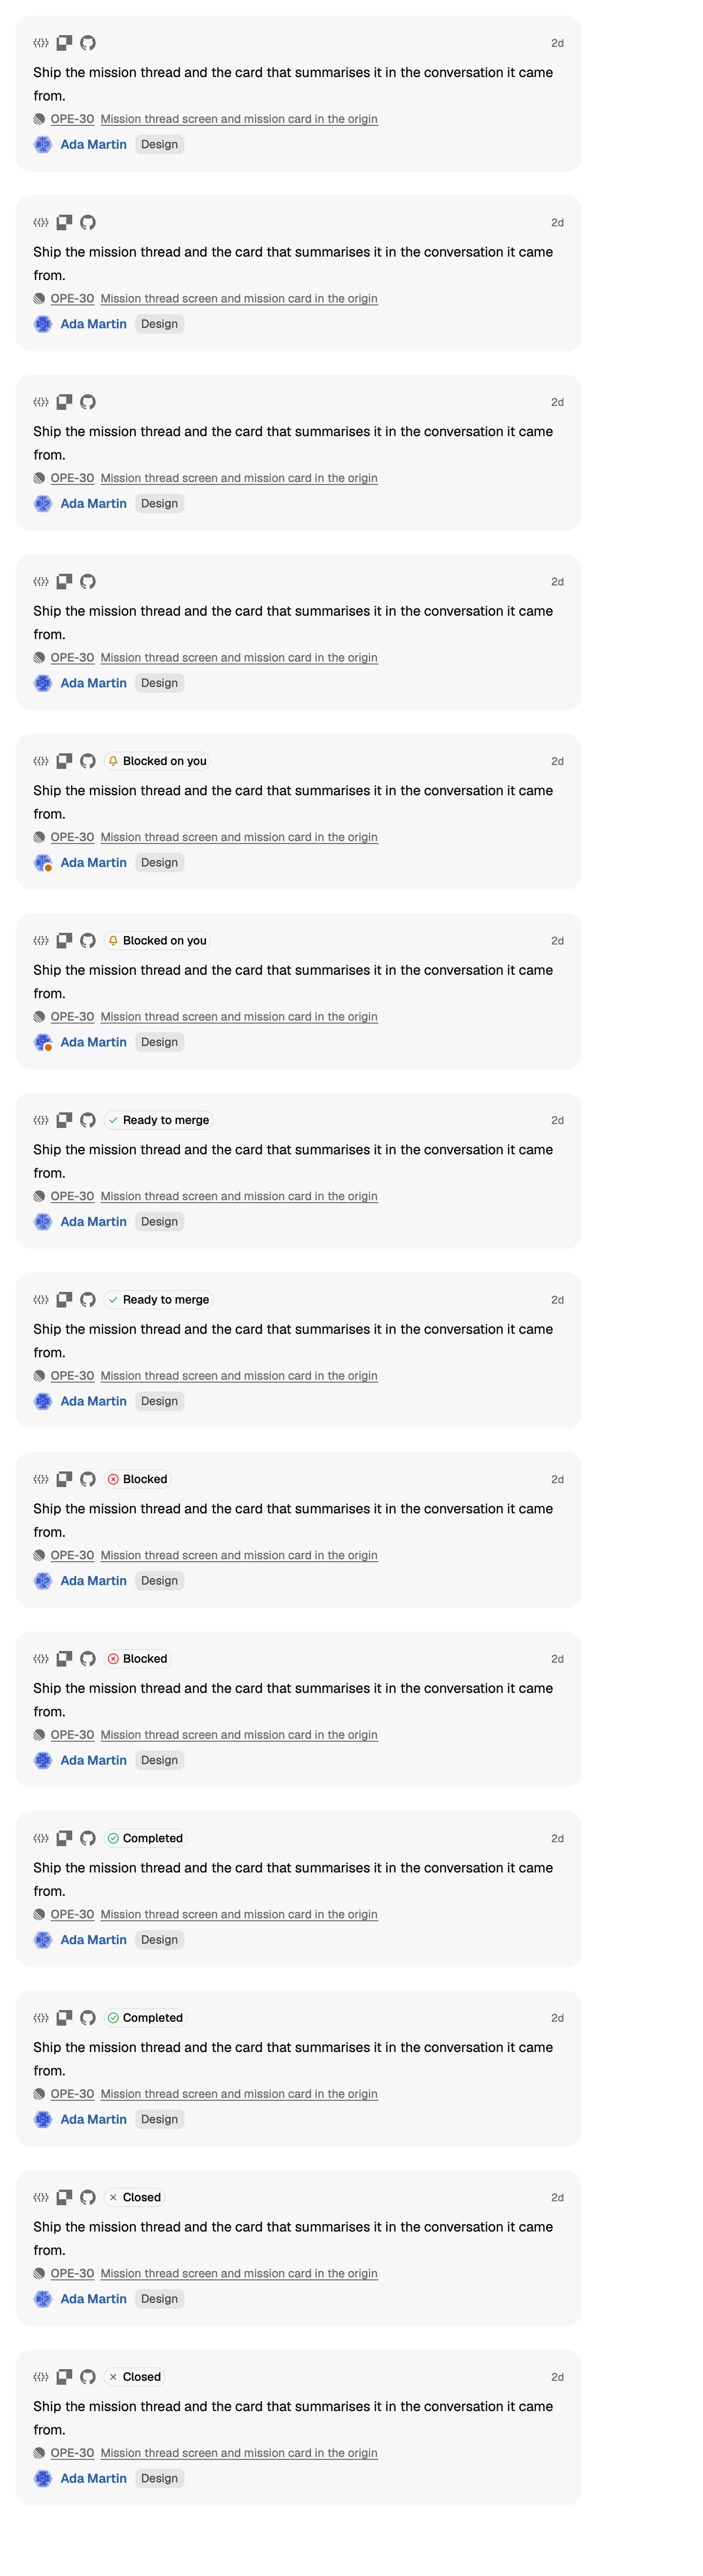 2d
Ship the mission thread and the card that summarises it in the conversation it came
from.
OPE-30 Mission thread screen and mission card in the origin
Ada Martin Design
2d
Ship the mission thread and the card that summarises it in the conversation it came
from.
OPE-30 Mission thread screen and mission card in the origin
Ada Martin Design
2d
Ship the mission thread and the card that summarises it in the conversation it came
from.
OPE-30 Mission thread screen and mission card in the origin
Ada Martin Design
2d
Ship the mission thread and the card that summarises it in the conversation it came
from.
OPE-30 Mission thread screen and mission card in the origin
Ada Martin Design
Blocked on you 2d
Ship the mission thread and the card that summarises it in the conversation it came
from.
OPE-30 Mission thread screen and mission card in the origin
Ada Martin Design
Blocked on you 2d
Ship the mission thread and the card that summarises it in the conversation it came
from.
OPE-30 Mission thread screen and mission card in the origin
Ada Martin Design
Ready to merge 2d
Ship the mission thread and the card that summarises it in the conversation it came
from.
OPE-30 Mission thread screen and mission card in the origin
Ada Martin Design
Ready to merge 2d
Ship the mission thread and the card that summarises it in the conversation it came
from.
OPE-30 Mission thread screen and mission card in the origin
Ada Martin Design
Blocked 2d
Ship the mission thread and the card that summarises it in the conversation it came
from.
OPE-30 Mission thread screen and mission card in the origin
Ada Martin Design
Blocked 2d
Ship the mission thread and the card that summarises it in the conversation it came
from.
OPE-30 Mission thread screen and mission card in the origin
Ada Martin Design
Completed 2d
Ship the mission thread and the card that summarises it in the conversation it came
from.
OPE-30 Mission thread screen and mission card in the origin
Ada Martin Design
Completed 2d
Ship the mission thread and the card that summarises it in the conversation it came
from.
OPE-30 Mission thread screen and mission card in the origin
Ada Martin Design
Closed 2d
Ship the mission thread and the card that summarises it in the conversation it came
from.
OPE-30 Mission thread screen and mission card in the origin
Ada Martin Design
Closed 2d
Ship the mission thread and the card that summarises it in the conversation it came
from.
OPE-30 Mission thread screen and mission card in the origin
Ada Martin Design